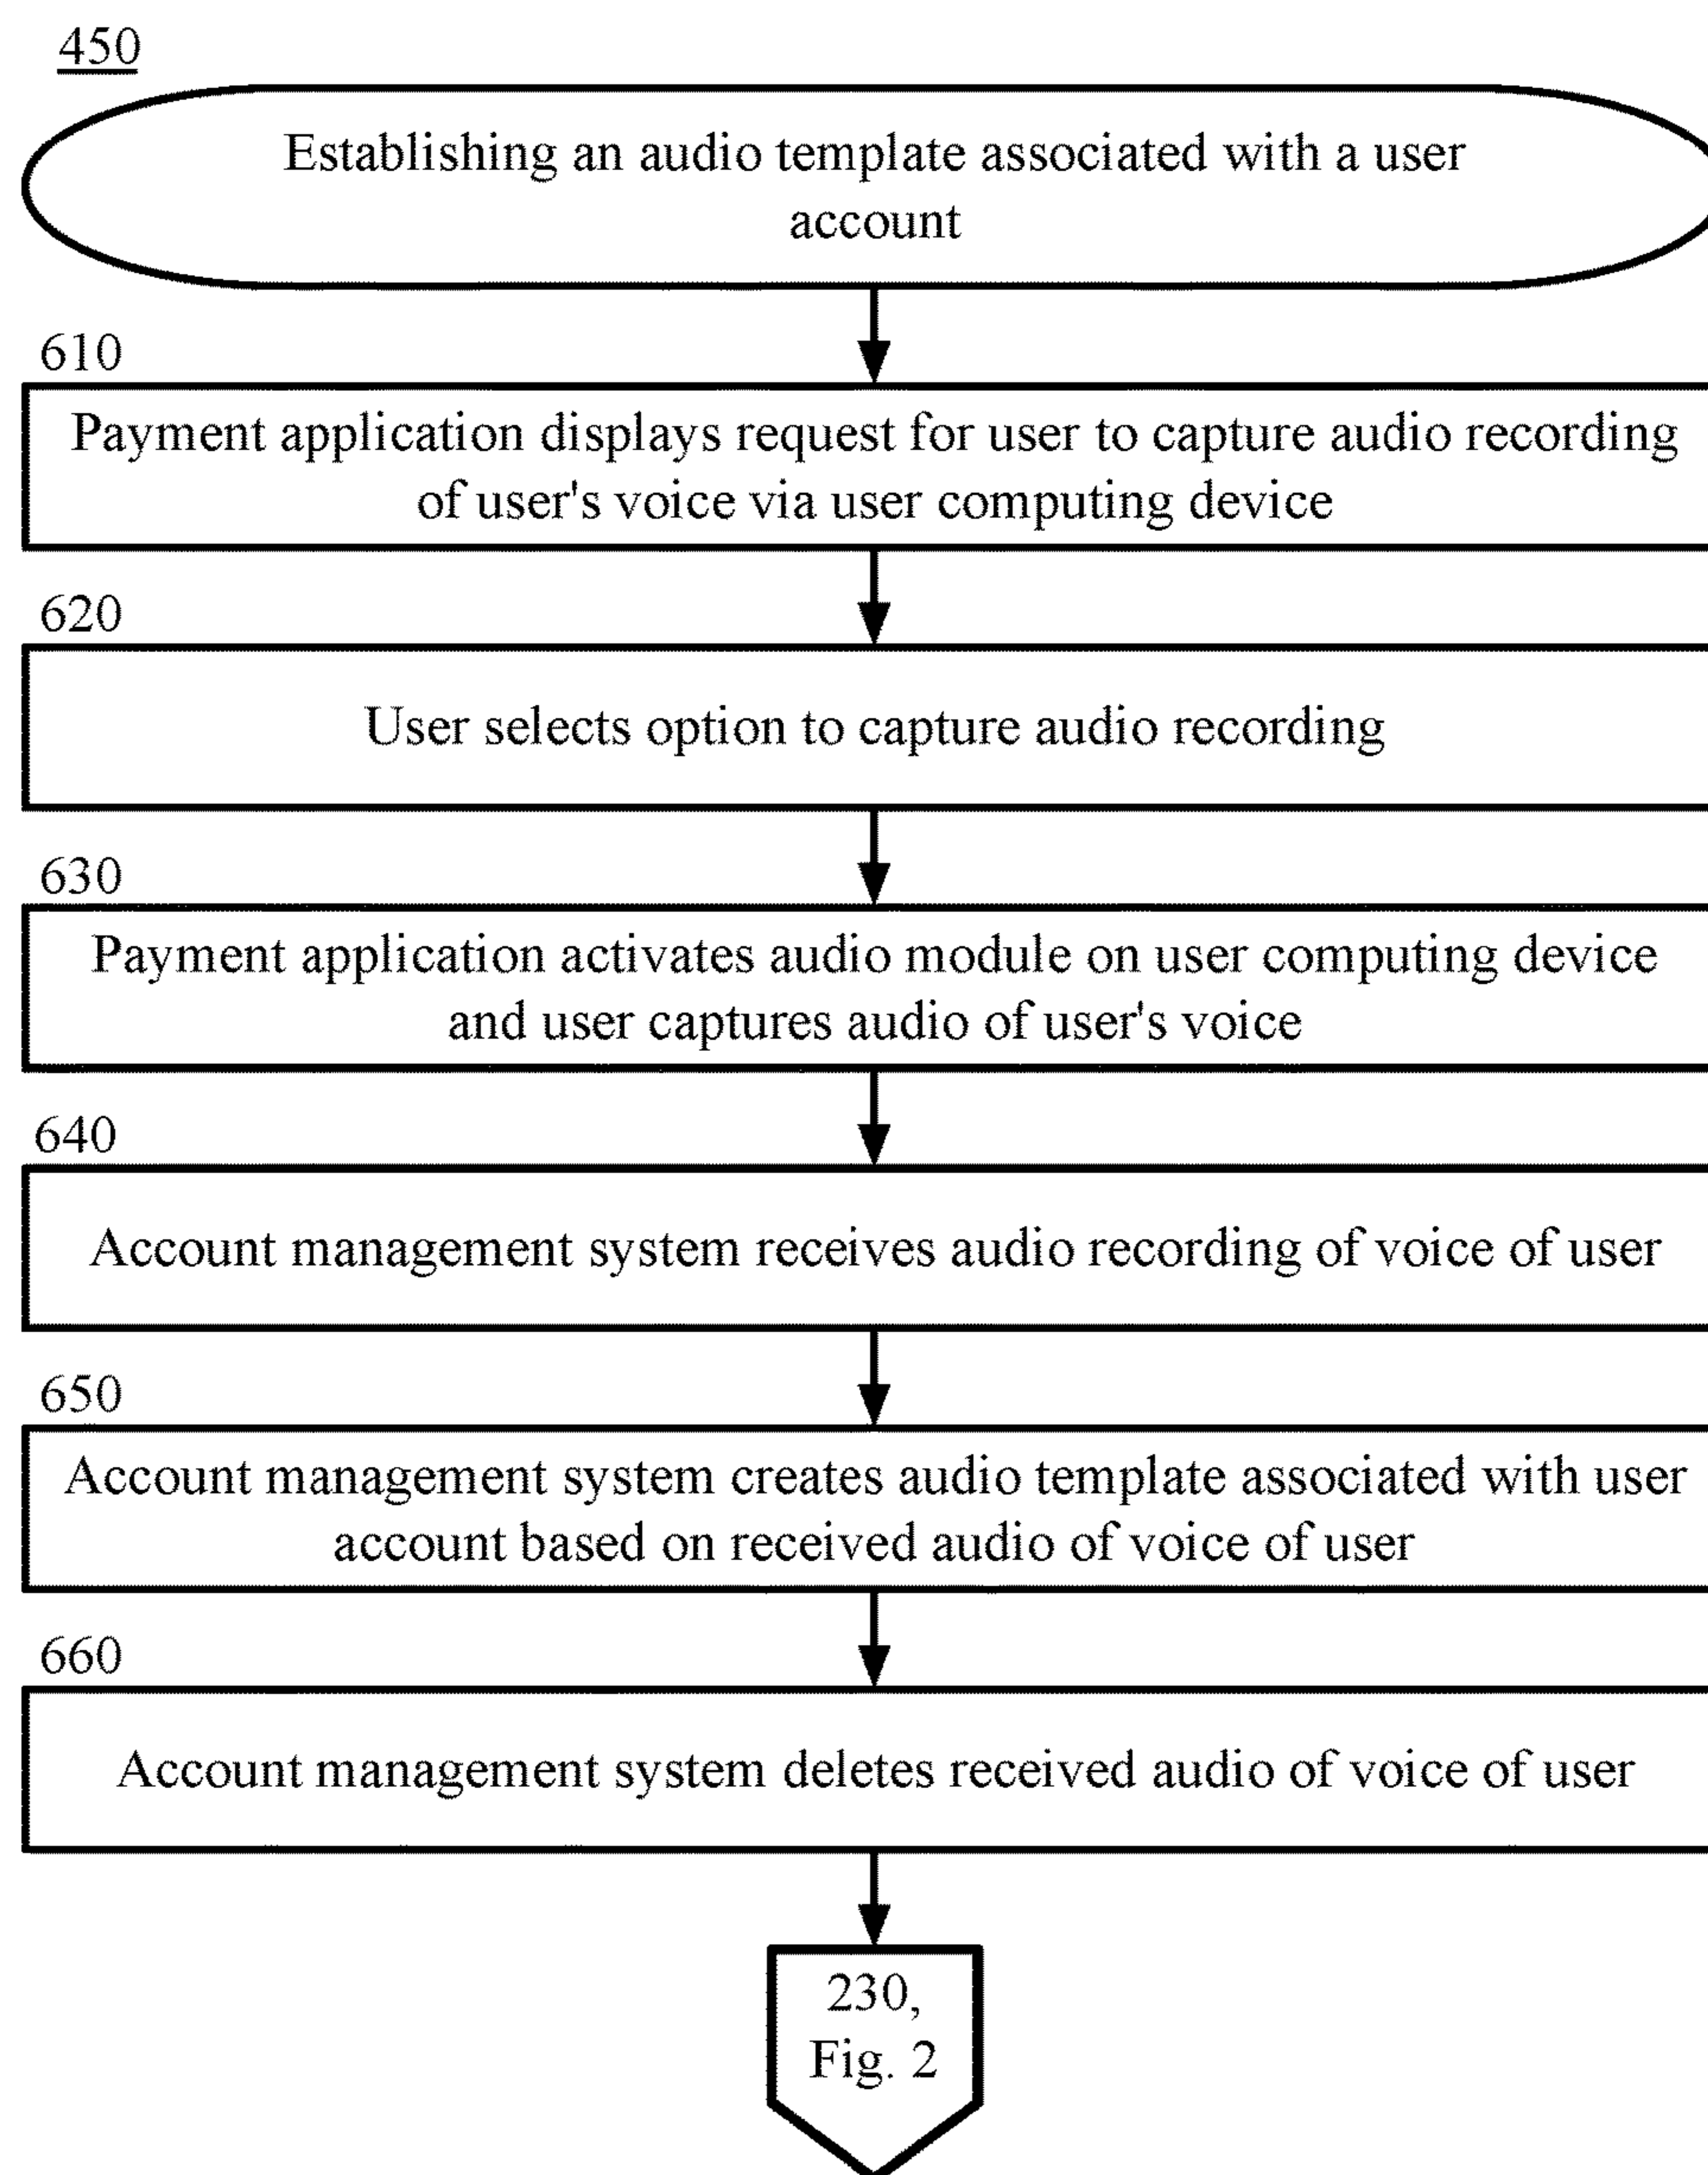 450
Establishing an audio template associated with a user
account
610
Payment application displays request for user to capture audio recording
of user's voice via user computing device
620
User selects option to capture audio recording
630
Payment application activates audio module on user computing device
and user captures audio of user's voice
640
Account management system receives audio recording of voice of user
650
Account management system creates audio template associated with user
account based on received audio of voice of user
660
Account management system deletes received audio of voice of user
230,
Fig. 2